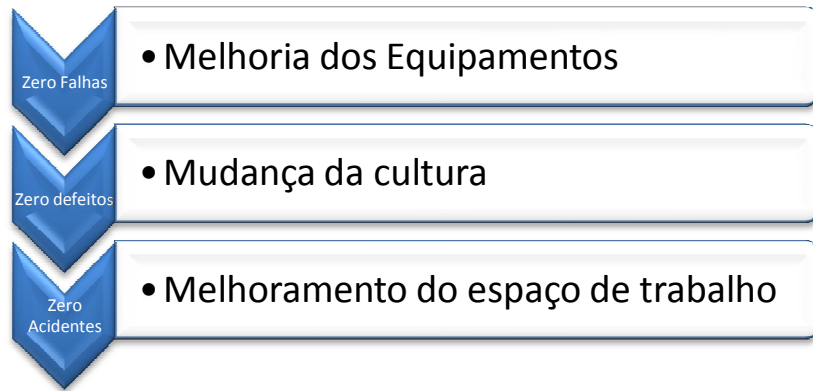 Zero Falhas
• Melhoria dos Equipamentos
Zero defeitos
• Mudança da cultura
Zero
Acidentes
• Melhoramento do espaço de trabalho